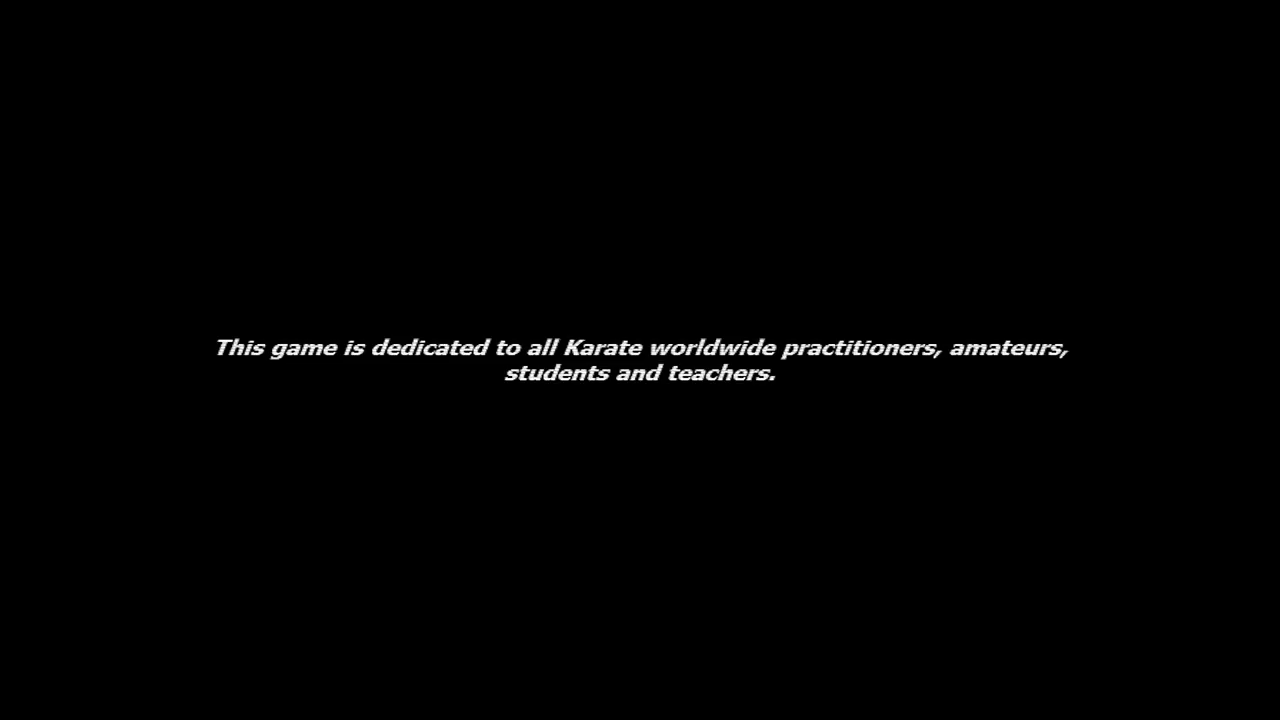 This game is dedicated to all Karate worldwide practitioners, amateurs,
students and teachers.